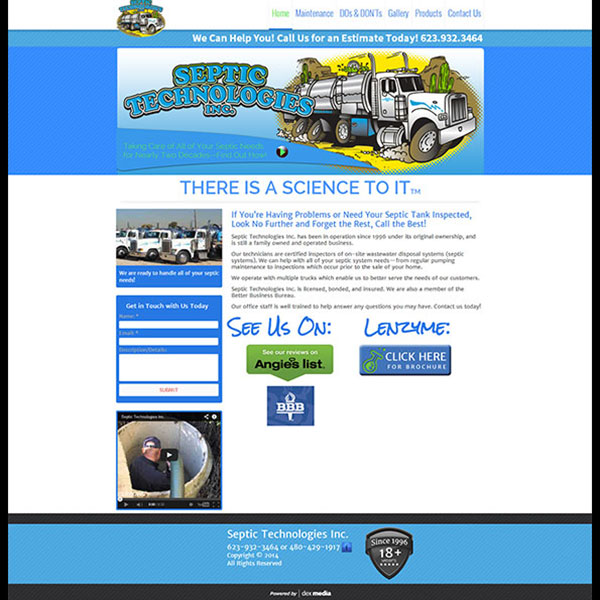 Home Maintenance DOs & DON'Ts Gallery Products Contact Us
We Can Help You! Call Us for an Estimate Today! 623.932.3464
SEPTIC
TECHNOLOGIES
INC.
Taking Care of All of Your Septic Needs
for Nearly Two Decades - Find Out How!
THERE IS A SCIENCE TO IT™
We are ready to handle all of your septic
needs!
If You're Having Problems or Need Your Septic Tank Inspected,
Look No Further and Forget the Rest, Call the Best!
Septic Technologies Inc. has been in operation since 1996 under its original ownership, and
is still a family owned and operated business.
Our technicians are certified inspectors of on-site wastewater disposal systems (septic
systems). We can help with all of your septic system needs—from regular pumping
maintenance to inspections which occur prior to the sale of your home.
We operate with multiple trucks which enable us to better serve the needs of our customers.
Septic Technologies Inc. is licensed, bonded, and insured. We are also a member of the
Better Business Bureau.
Our office staff is well trained to help answer any questions you may have. Contact us today!
Get in Touch with Us Today
Name: *
Email: *
Description/Details:
SUBMIT
See Us On:
See our reviews on
Angie's list.
BBB
Lenzyme:
CLICK HERE
FOR BROCHURE
Septic Technologies Inc.
Septic Technologies Inc.
623-932-3464 or 480-429-1917
Copyright © 2014
All Rights Reserved
Since 1996
18+
YEARS
Powered by | dex media